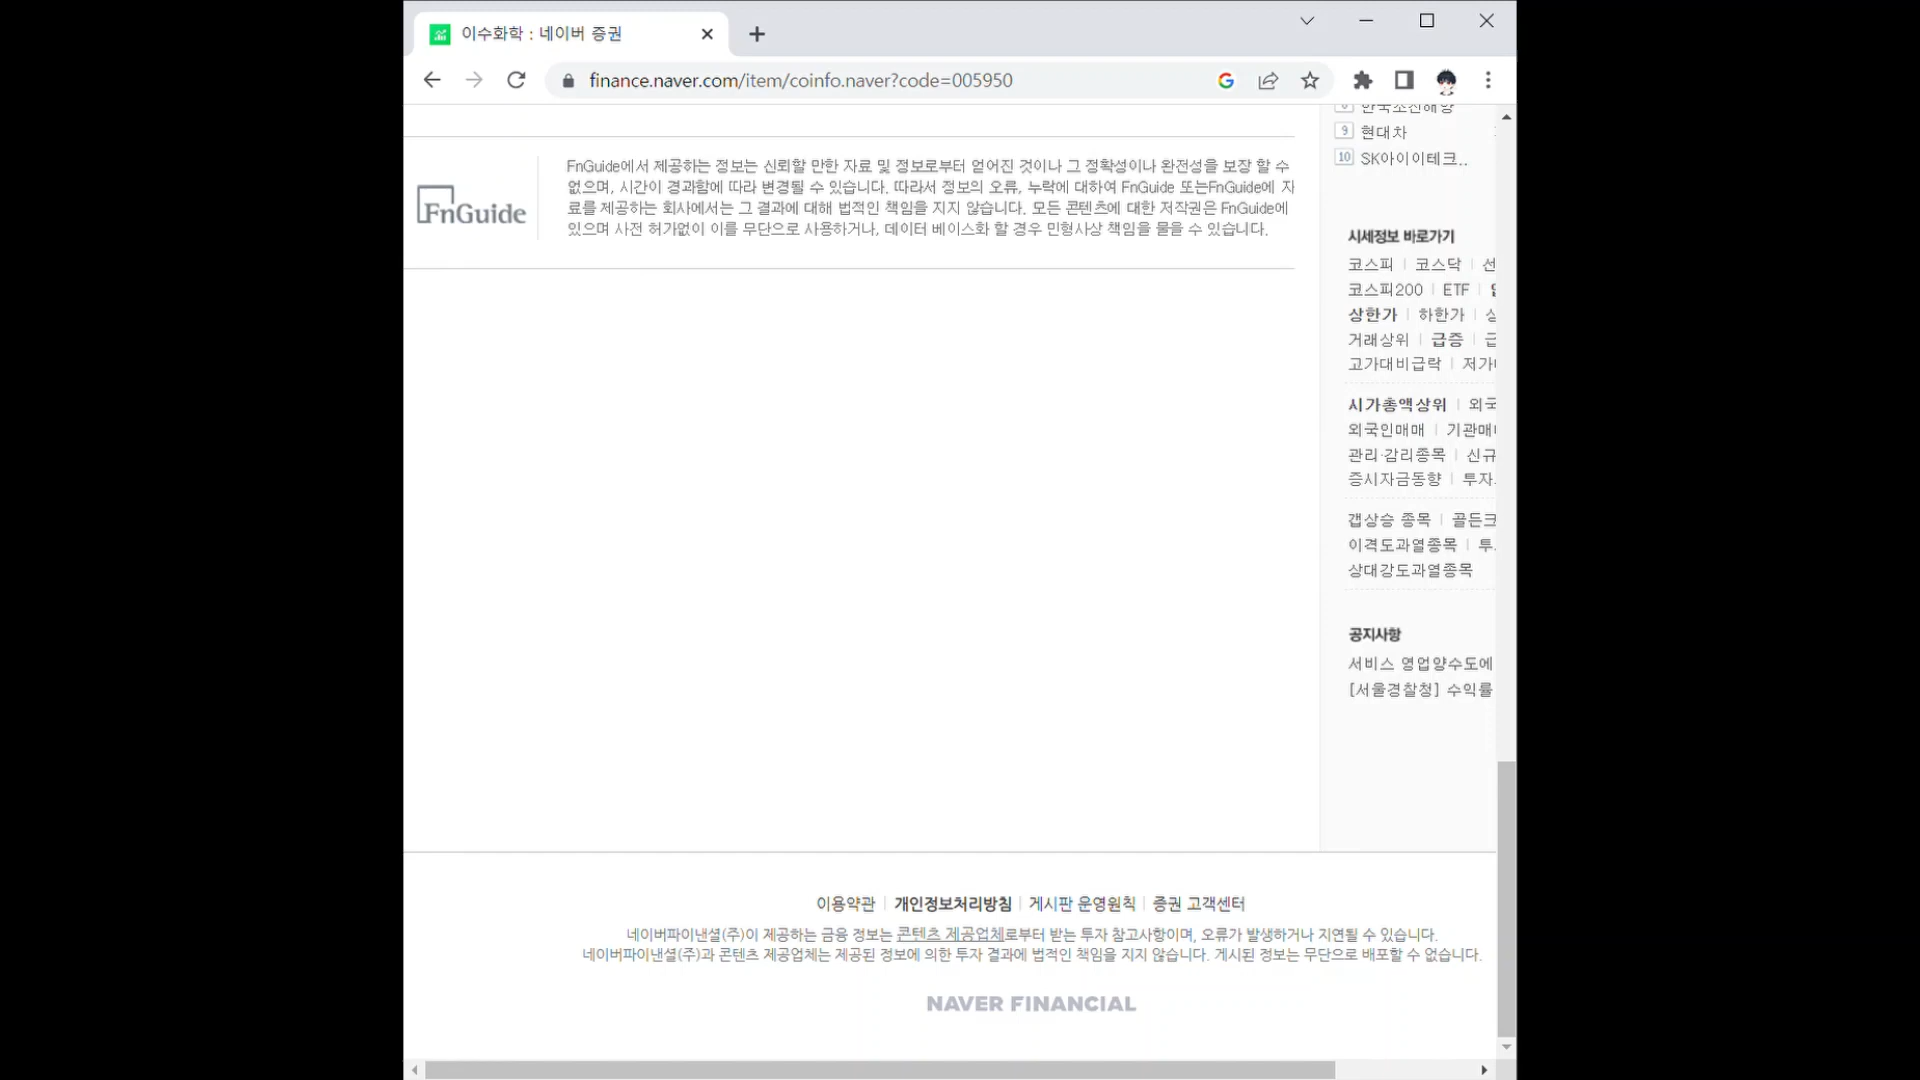 이수화학 : 네이버 증권
finance.naver.com/item/coinfo.naver?code=005950
FnGuide
FnGuide에서 제공하는 정보는 신뢰할 만한 자료 및 정보로부터 얻어진 것이나 그 정확성이나 완전성을 보장 할 수
없으며, 시간이 경과함에 따라 변경될 수 있습니다. 따라서 정보의 오류, 누락에 대하여 FnGuide 또는FnGuide에 자
료를 제공하는 회사에서는 그 결과에 대해 법적인 책임을 지지 않습니다. 모든 콘텐츠에 대한 저작권은 FnGuide에
있으며 사전 허가없이 이를 무단으로 사용하거나, 데이터 베이스화 할 경우 민형사상 책임을 물을 수 있습니다.
한국조선해양
9 현대차
10 SK아이이테크..
시세정보 바로가기
코스피 | 코스닥 | 선
코스피200 | ETF |
상한가 | 하한가 |
거래상위 | 급증 | 급
고가대비급락 | 저가
시가총액상위 | 외국
외국인매매 | 기관매
관리·감리종목 | 신규
증시자금동향 | 투자
갭상승 종목 | 골든크
이격도과열종목 | 투
상대강도과열종목
공지사항
서비스 영업양수도에
[서울경찰청] 수익률
이용약관 | 개인정보처리방침 | 게시판 운영원칙 | 증권 고객센터
네이버파이낸셜(주)이 제공하는 금융 정보는 콘텐츠 제공업체로부터 받는 투자 참고사항이며, 오류가 발생하거나 지연될 수 있습니다.
네이버파이낸셜(주)과 콘텐츠 제공업체는 제공된 정보에 의한 투자 결과에 법적인 책임을 지지 않습니다. 게시된 정보는 무단으로 배포할 수 없습니다.
NAVER FINANCIAL